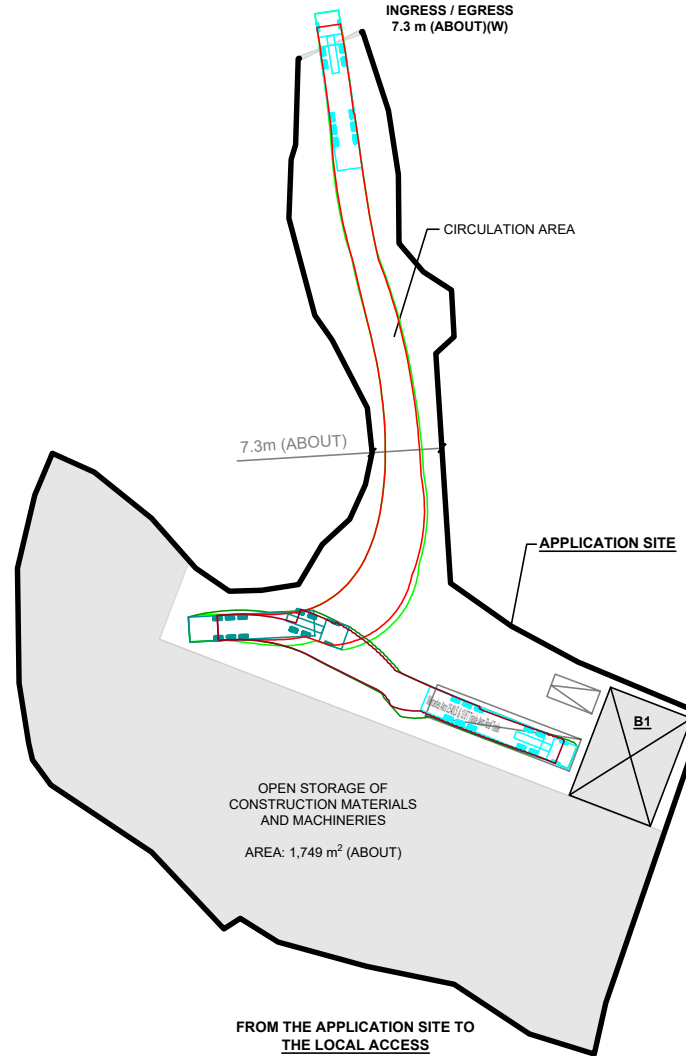 INGRESS / EGRESS
7.3 m (ABOUT)(W)
CIRCULATION AREA
7.3m (ABOUT)
APPLICATION SITE
B1
OPEN STORAGE OF
CONSTRUCTION MATERIALS
AND MACHINERIES
AREA: 1,749 m² (ABOUT)
FROM THE APPLICATION SITE TO
THE LOCAL ACCESS